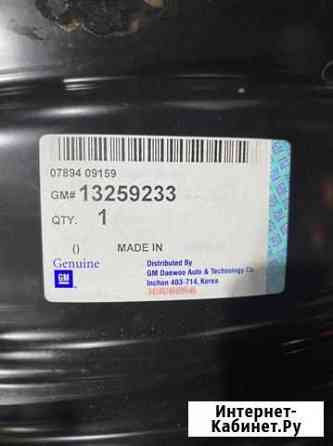 07894 09159
GM# 13259233
QTY. 1
() MADE IN
Genuine
GM
Distributed By
GM Daewoo Auto & Technology Co.
Inchon 403-714, Korea
Интернет-
Кабинет.Ру